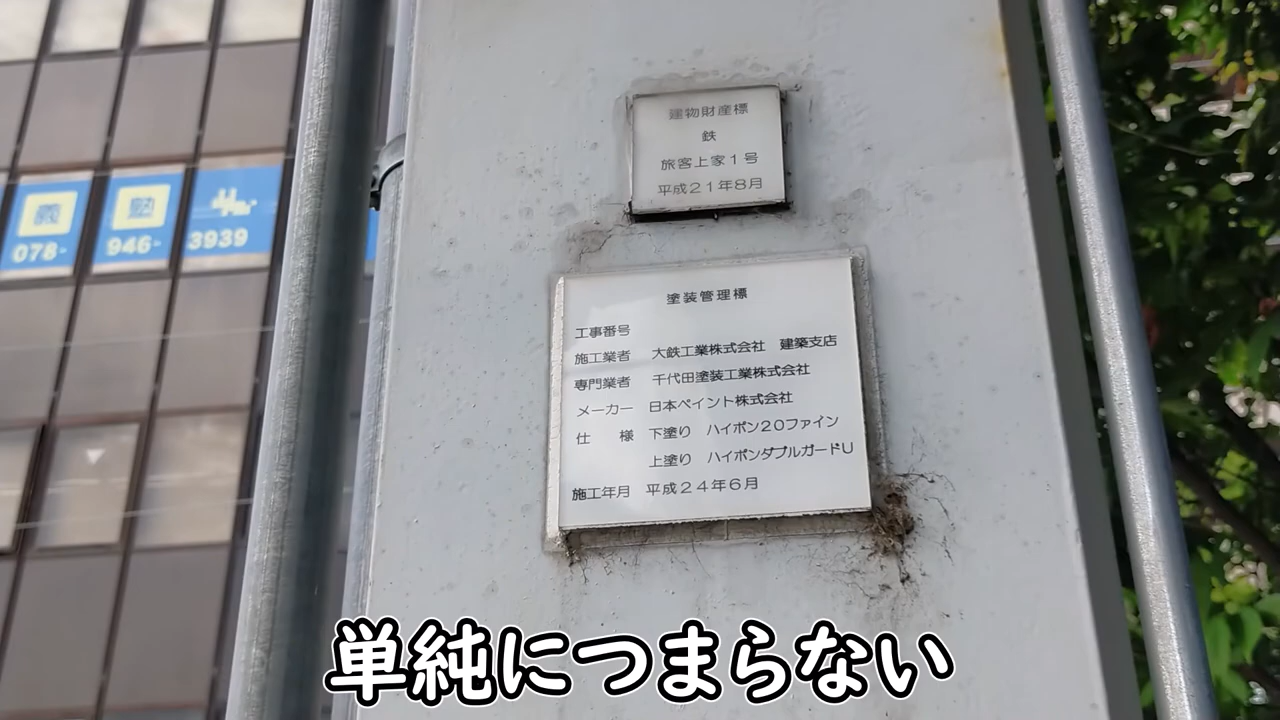 建物財産標
鉄
旅客上家1号
平成21年8月
塗装管理標
工事番号
施工業者 大鉄工業株式会社 建築支店
専門業者 千代田塗装工業株式会社
メーカー 日本ペイント株式会社
仕 様 下塗り ハイポン20ファイン
上塗り ハイポンダブルガードU
施工年月 平成24年6月
義 塾
078-946-3939
単純につまらない